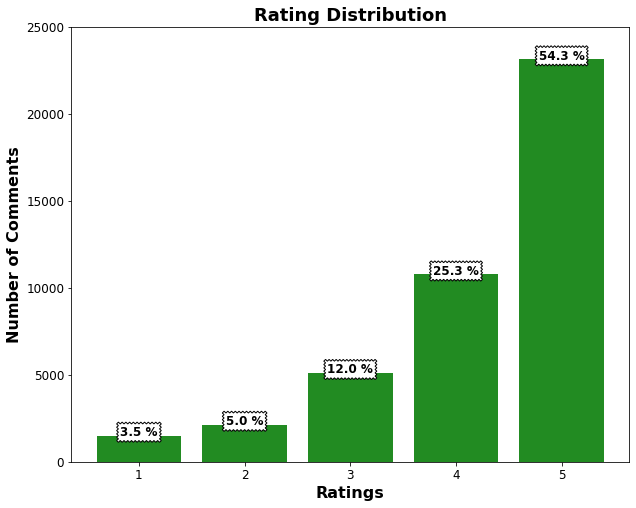 Rating Distribution
Number of Comments
25000
20000
15000
10000
5000
0
3.5 %
5.0 %
12.0 %
25.3 %
54.3 %
1 2 3 4 5
Ratings